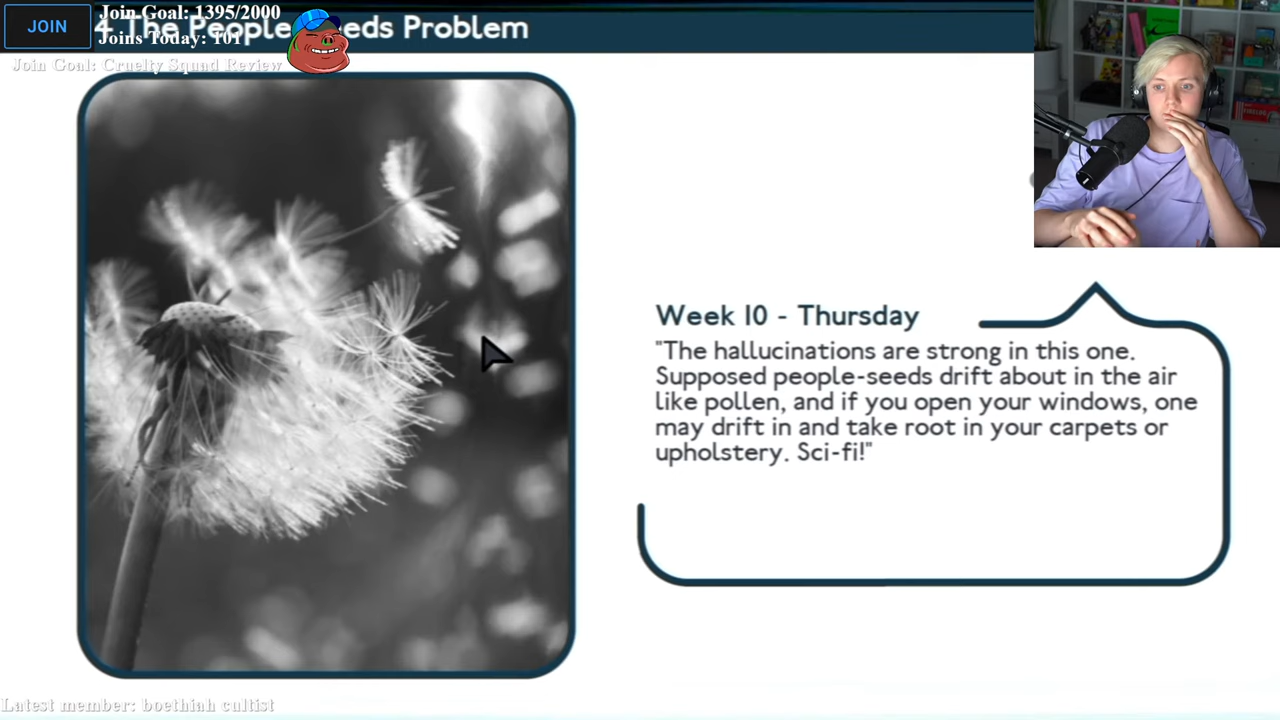 JOIN
Join Goal: 1395/2000
Joins Today: 101
Join Goal: Cruelty Squad Review
4 The People eeds Problem
Week 10 - Thursday
"The hallucinations are strong in this one.
Supposed people-seeds drift about in the air
like pollen, and if you open your windows, one
may drift in and take root in your carpets or
upholstery. Sci-fi!"
Latest member: boethiah cultist